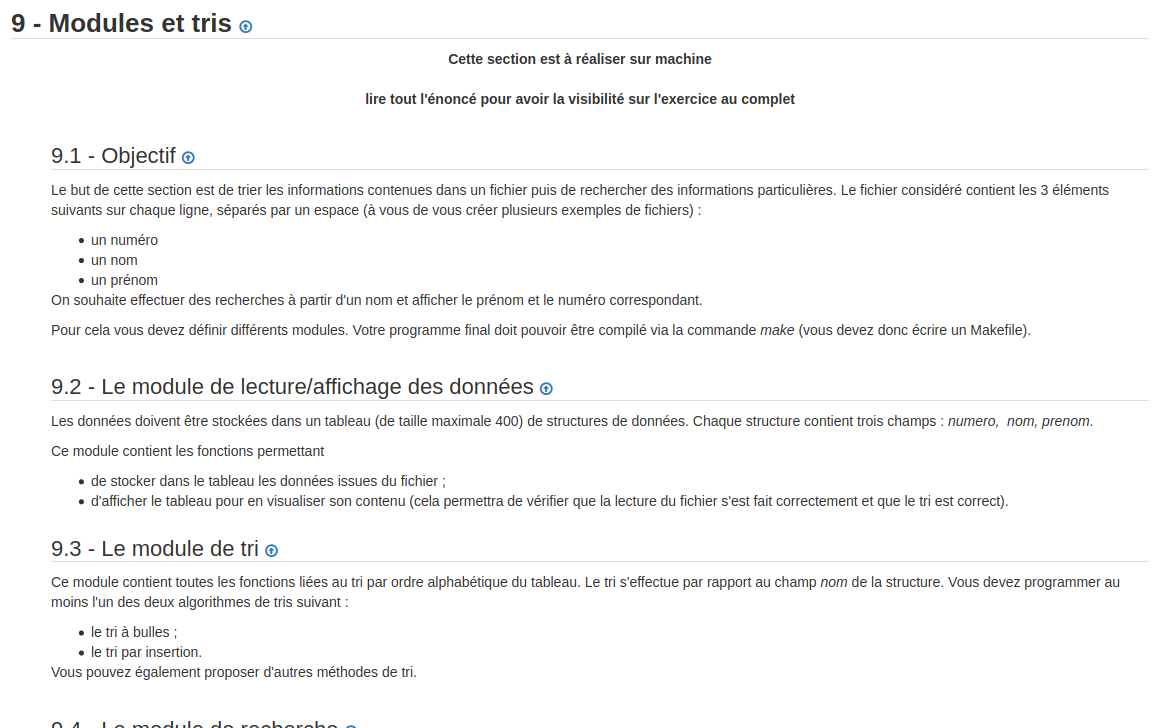 9 - Modules et tris
Cette section est à réaliser sur machine
lire tout l'énoncé pour avoir la visibilité sur l'exercice au complet
9.1 - Objectif
Le but de cette section est de trier les informations contenues dans un fichier puis de rechercher des informations particulières. Le fichier considéré contient les 3 éléments
suivants sur chaque ligne, séparés par un espace (à vous de vous créer plusieurs exemples de fichiers) :
• un numéro
• un nom
• un prénom
On souhaite effectuer des recherches à partir d'un nom et afficher le prénom et le numéro correspondant.
Pour cela vous devez définir différents modules. Votre programme final doit pouvoir être compilé via la commande make (vous devez donc écrire un Makefile).
9.2 - Le module de lecture/affichage des données
Les données doivent être stockées dans un tableau (de taille maximale 400) de structures de données. Chaque structure contient trois champs : numero, nom, prenom.
Ce module contient les fonctions permettant
• de stocker dans le tableau les données issues du fichier ;
• d'afficher le tableau pour en visualiser son contenu (cela permettra de vérifier que la lecture du fichier s'est fait correctement et que le tri est correct).
9.3 - Le module de tri
Ce module contient toutes les fonctions liées au tri par ordre alphabétique du tableau. Le tri s'effectue par rapport au champ nom de la structure. Vous devez programmer au
moins l'un des deux algorithmes de tris suivant :
• le tri à bulles ;
• le tri par insertion.
Vous pouvez également proposer d'autres méthodes de tri.
9.4 - Le module de recherche